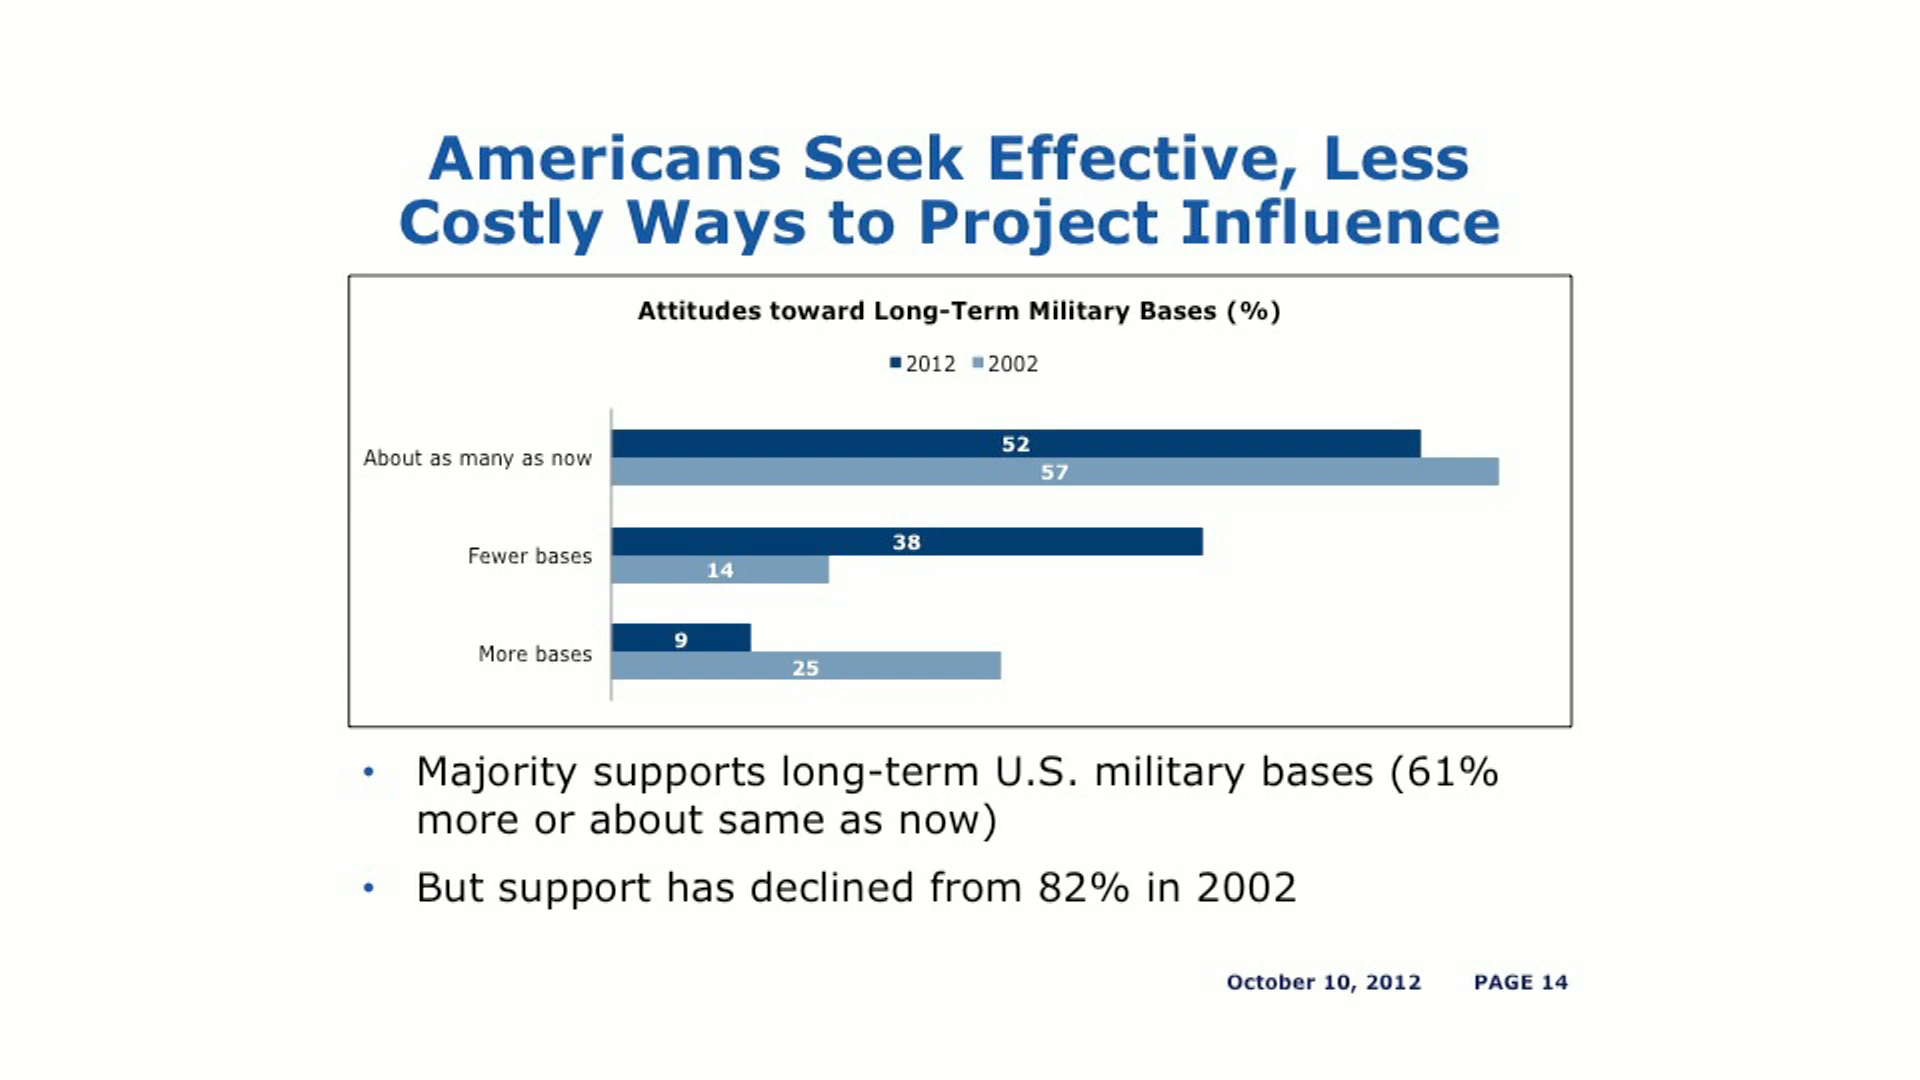 Americans Seek Effective, Less
Costly Ways to Project Influence
Attitudes toward Long-Term Military Bases (%)
2012 2002
About as many as now
52
57
Fewer bases
38
14
More bases
9
25
• Majority supports long-term U.S. military bases (61%
more or about same as now)
• But support has declined from 82% in 2002
October 10, 2012 PAGE 14